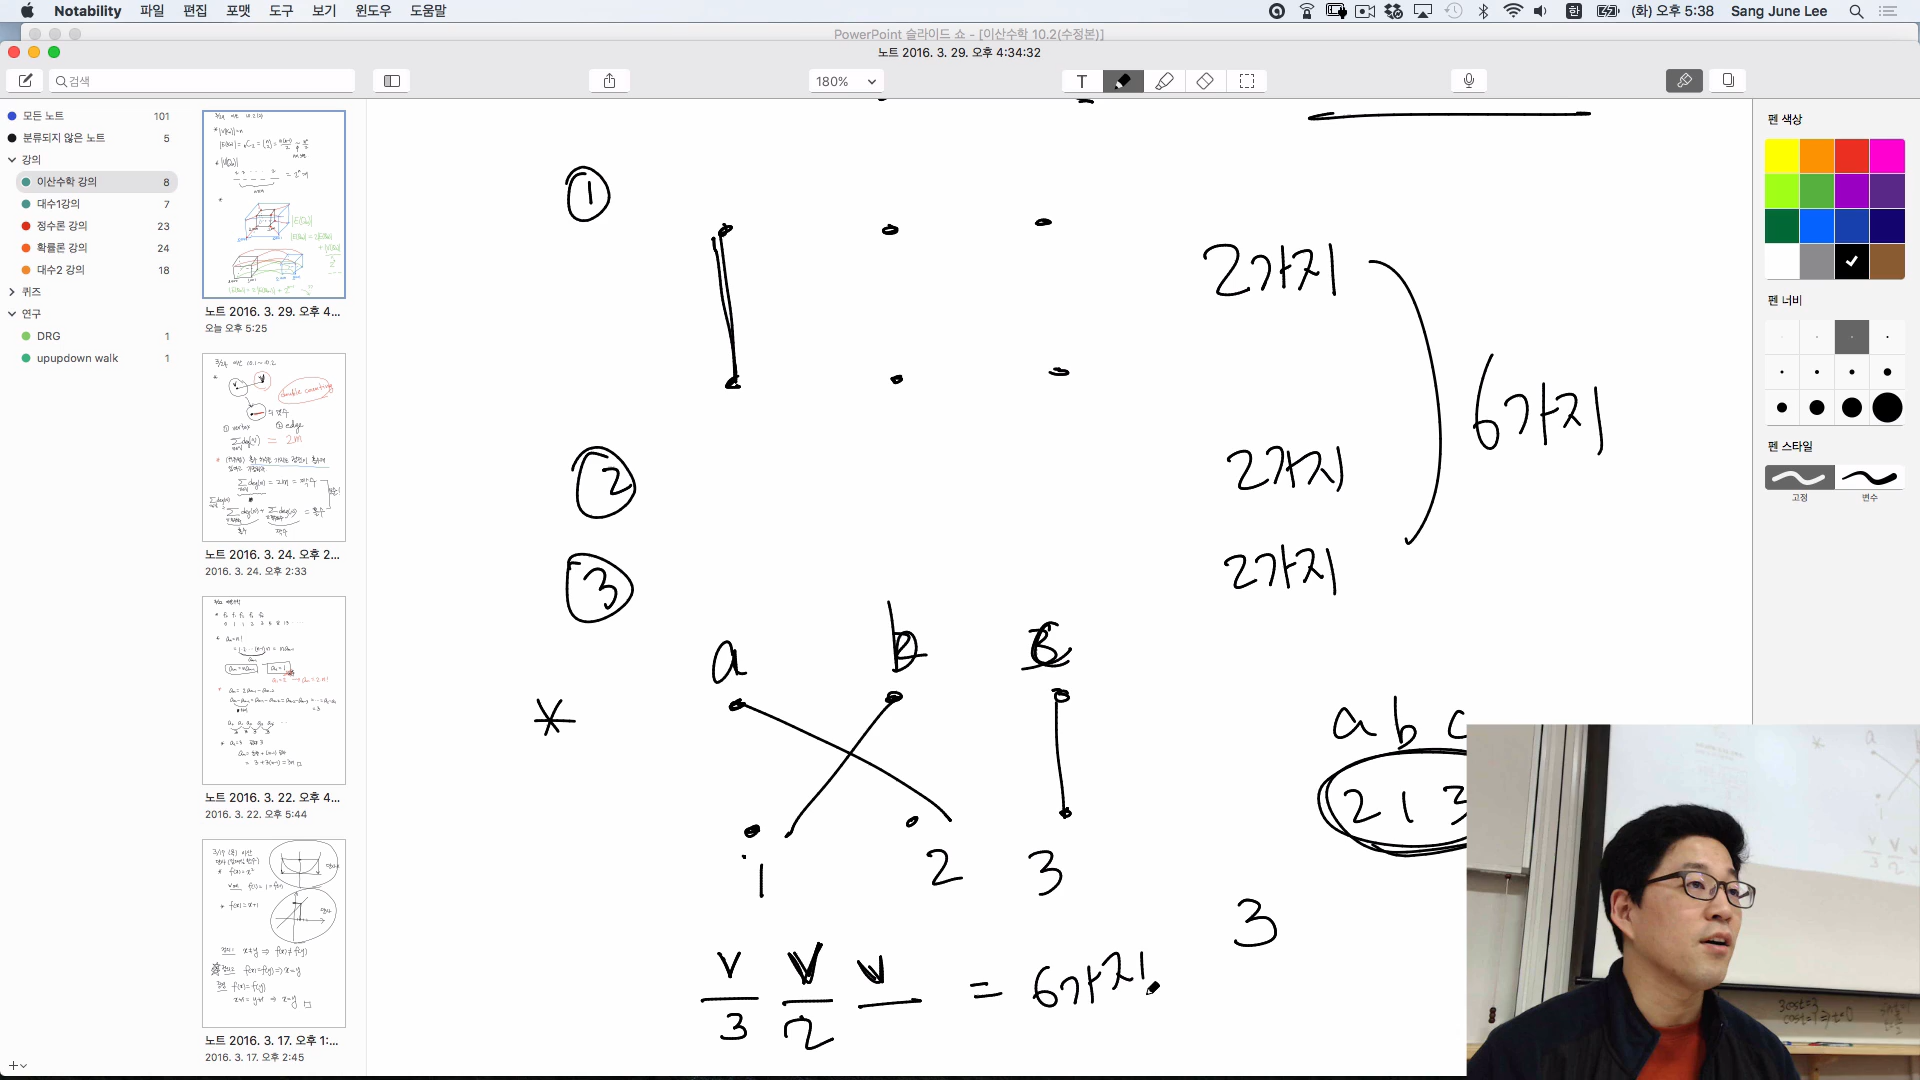 Notability 파일 편집 포맷 도구 보기 윈도우 도움말
한 (화) 오후 5:38 Sang June Lee
PowerPoint 슬라이드 쇼 - [이산수학 10.2(수정본)]
노트 2016. 3. 29. 오후 4:34:32
검색
180%
T
모든 노트 101
분류되지 않은 노트 5
강의
이산수학 강의 8
대수1강의 7
정수론 강의 23
확률론 강의 24
대수2 강의 18
퀴즈
연구
DRG 1
upupdown walk 1
노트 2016. 3. 29. 오후 4...
오늘 오후 5:25
노트 2016. 3. 24. 오후 2...
2016. 3. 24. 오후 2:33
노트 2016. 3. 22. 오후 4...
2016. 3. 22. 오후 5:44
노트 2016. 3. 17. 오후 1:...
2016. 3. 17. 오후 2:45
펜 색상
펜 너비
펜 스타일
고정 변수
①
2가지
6가지
②
2가지
③
2가지
a b c
*
1 2 3
a b c
2 1 3
3
3 2 = 6가지